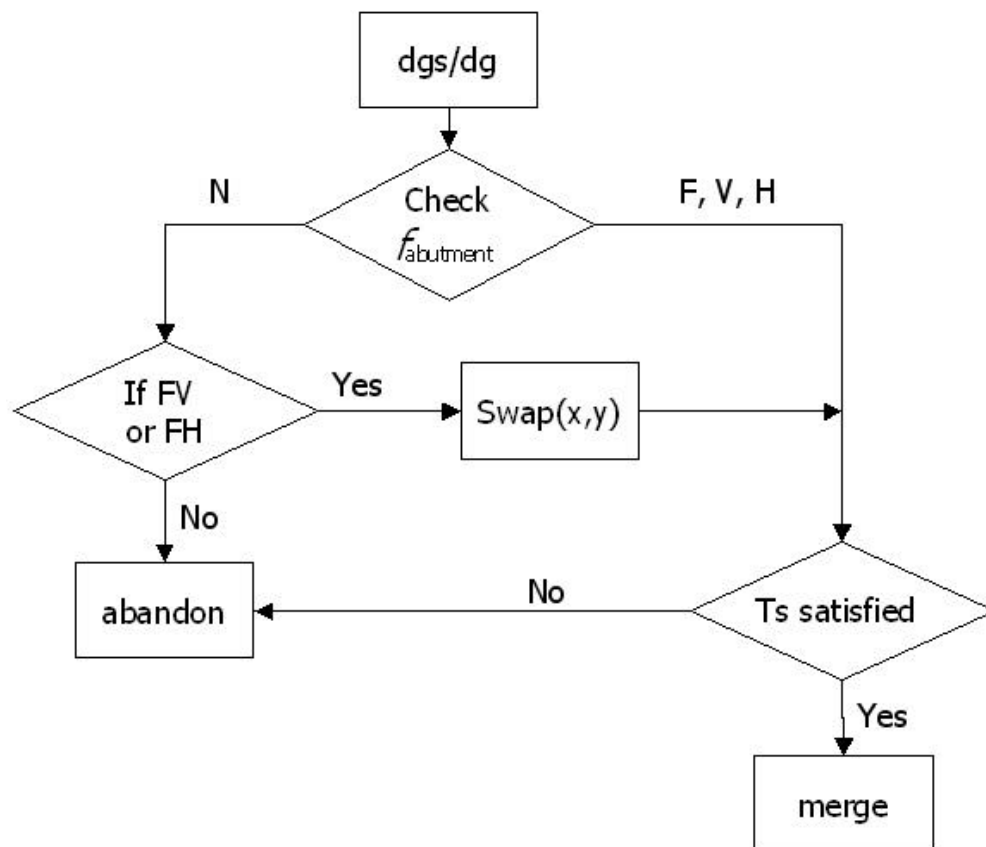 dgs/dg
N
Check
F, V, H
fabutment
If FV
or FH
Yes
Swap(x,y)
No
abandon
No
Ts satisfied
Yes
merge